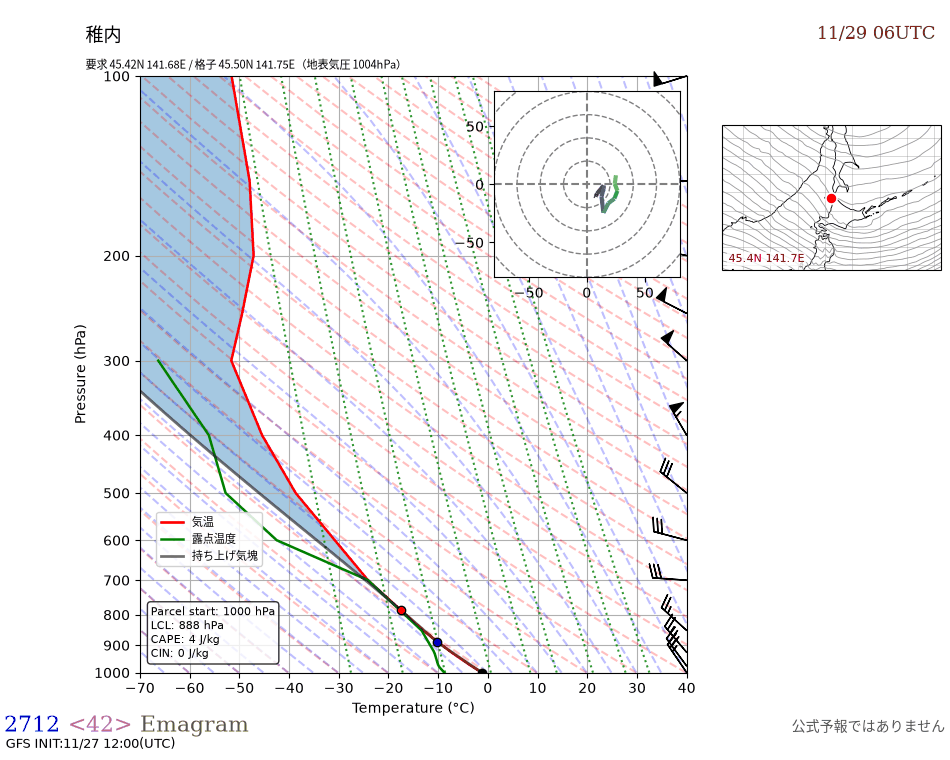 稚内
11/29 06UTC
要求 45.42N 141.68E / 格子 45.50N 141.75E（地表気圧 1004hPa）
100
200
300
400
500
600
700
800
900
1000
Pressure (hPa)
−70
−60
−50
−40
−30
−20
−10
0
10
20
30
40
Temperature (°C)
50
0
−50
−50
0
50
気温
露点温度
持ち上げ気塊
Parcel start: 1000 hPa
LCL: 888 hPa
CAPE: 4 J/kg
CIN: 0 J/kg
45.4N 141.7E
2712 <42> Emagram
GFS INIT:11/27 12:00(UTC)
公式予報ではありません